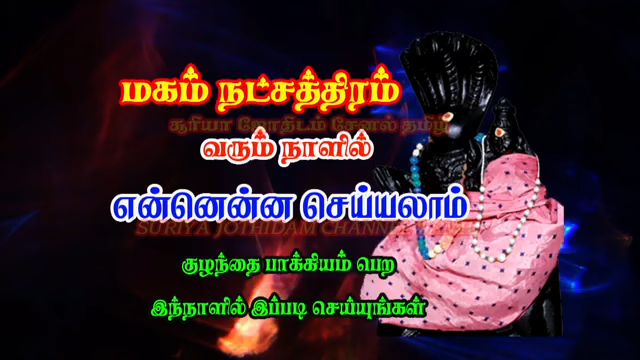 மகம் நட்சத்திரம்
சூரியா ஜோதிடம் சேனல் தமிழ்
வரும் நாளில்
என்னென்ன செய்யலாம்
SURIYA JOTHIDAM CHANNEL
குழந்தை பாக்கியம் பெற
இந்நாளில் இப்படி செய்யுங்கள்